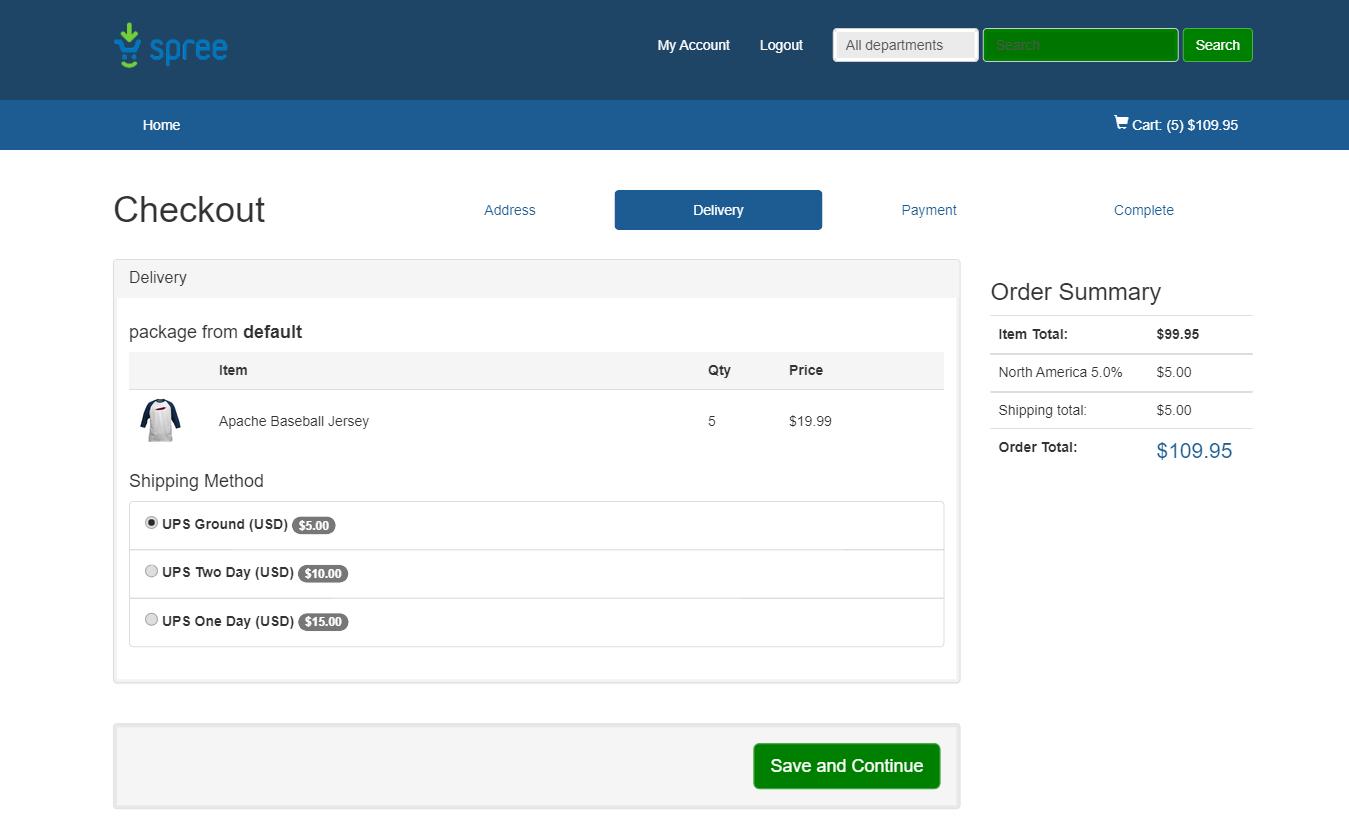 spree
My Account Logout All departments Search Search
Home Cart: (5) $109.95
Checkout Address Delivery Payment Complete
Delivery
package from default
Item Qty Price
Apache Baseball Jersey 5 $19.99
Shipping Method
UPS Ground (USD) $5.00
UPS Two Day (USD) $10.00
UPS One Day (USD) $15.00
Save and Continue
Order Summary
Item Total: $99.95
North America 5.0% $5.00
Shipping total: $5.00
Order Total: $109.95